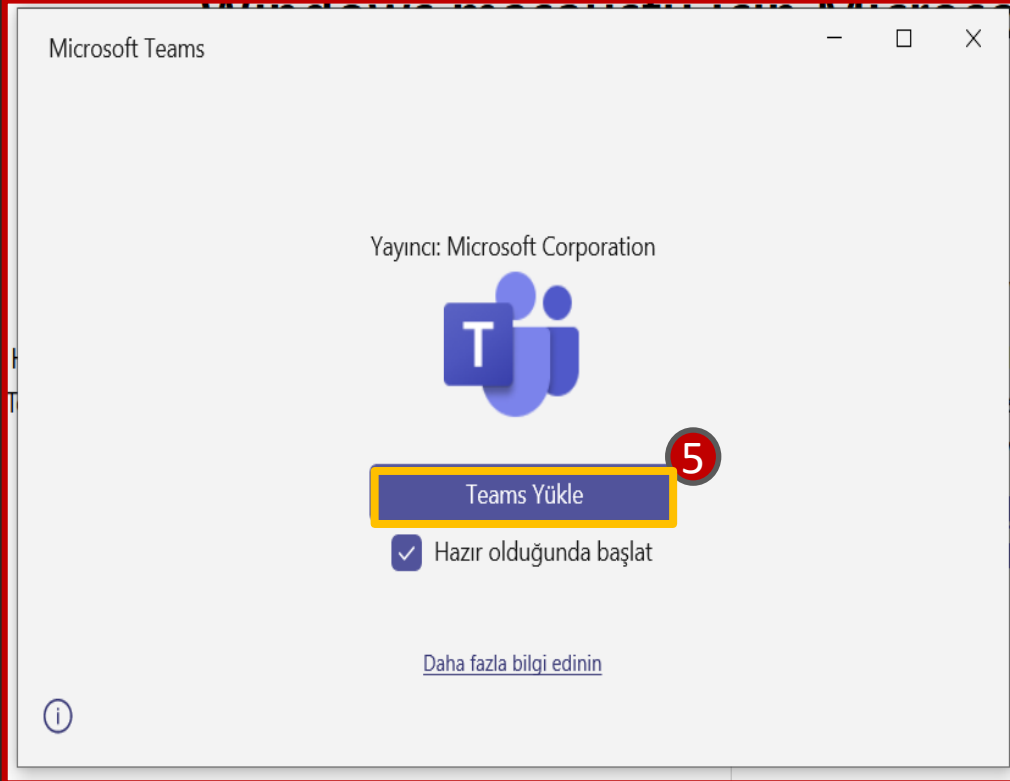 Microsoft Teams
Yayıncı: Microsoft Corporation
T
5
Teams Yükle
Hazır olduğunda başlat
Daha fazla bilgi edinin